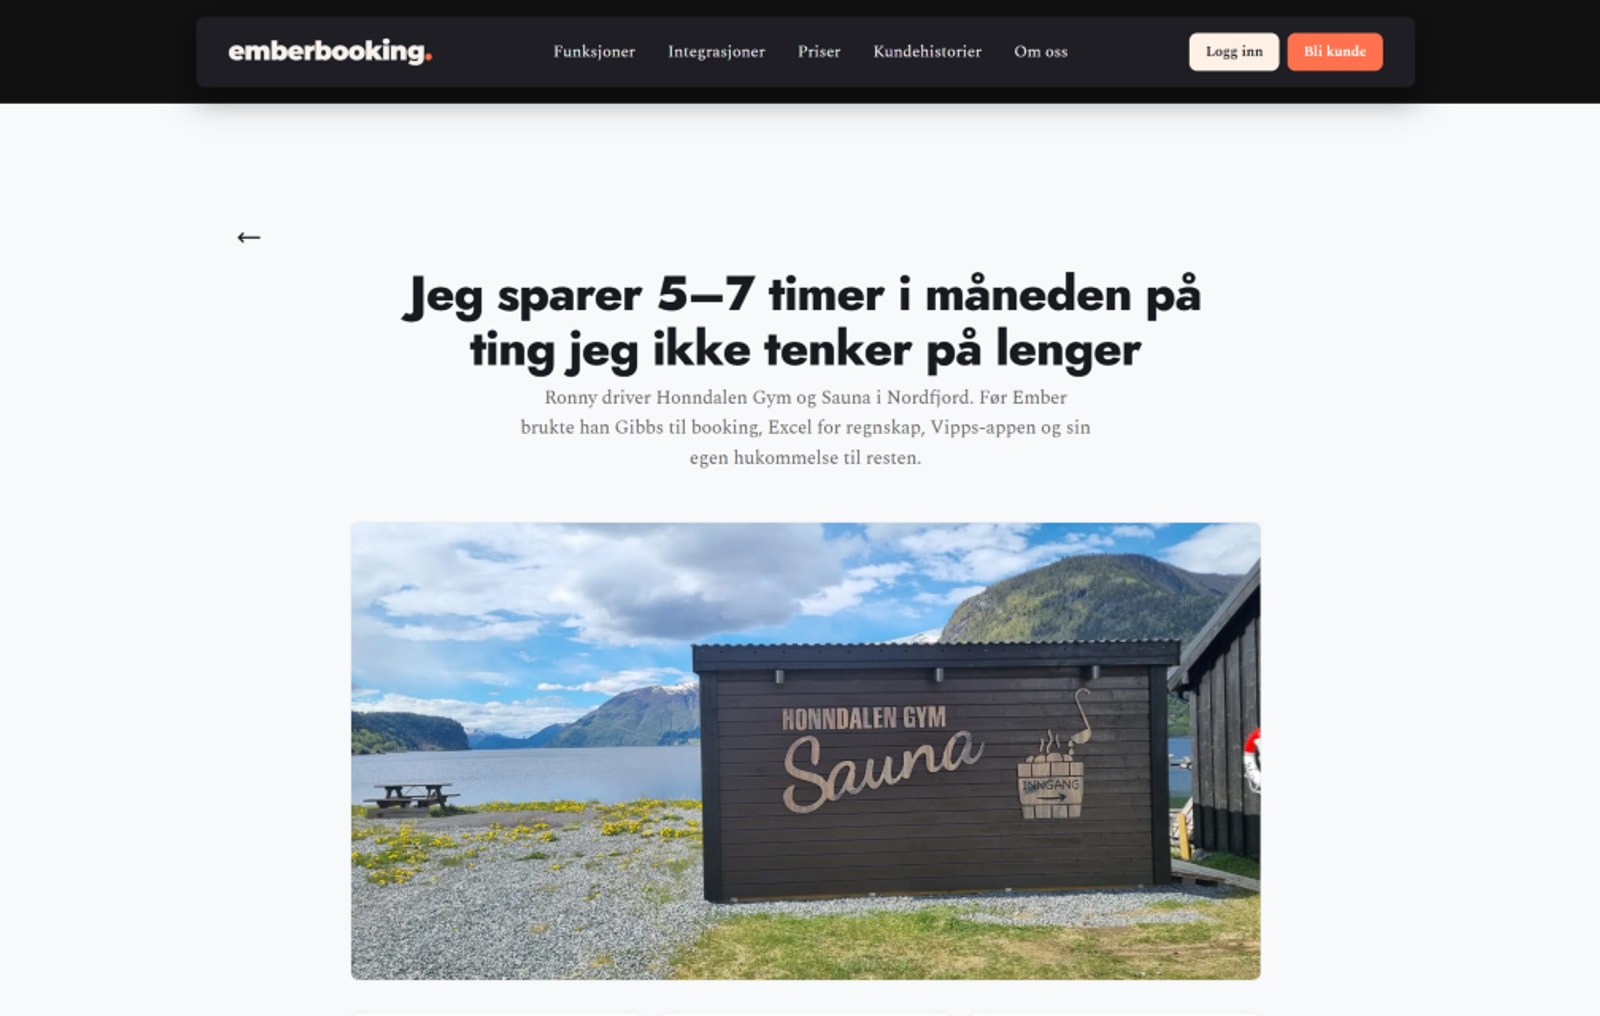 emberbooking.
Funksjoner
Integrasjoner
Priser
Kundehistorier
Om oss
Logg inn
Bli kunde
←
Jeg sparer 5–7 timer i måneden på
ting jeg ikke tenker på lenger
Ronny driver Honndalen Gym og Sauna i Nordfjord. Før Ember
brukte han Gibbs til booking, Excel for regnskap, Vipps-appen og sin
egen hukommelse til resten.
HONNDALEN GYM
Sauna
INNGANG